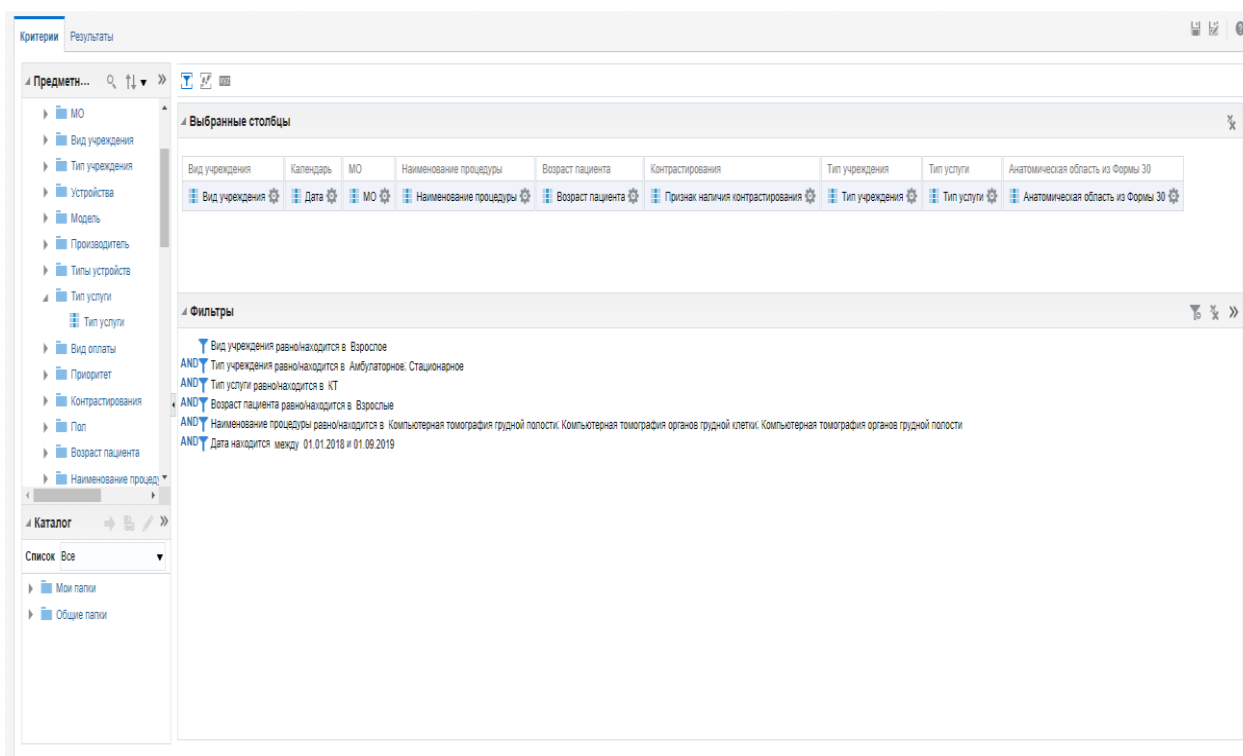 Критерии Результаты
Предметн...
МО
Вид учреждения
Тип учреждения
Устройства
Модель
Производитель
Типы устройств
Тип услуги
Тип услуги
Вид оплаты
Приоритет
Контрастирования
Пол
Возраст пациента
Наименование процед
Каталог
Список Все
Мои папки
Общие папки
Выбранные столбцы
Вид учреждения Календарь МО Наименование процедуры Возраст пациента Контрастирования Тип учреждения Тип услуги Анатомическая область из Формы 30
Вид учреждения Дата МО Наименование процедуры Возраст пациента Признак наличия контрастирования Тип учреждения Тип услуги Анатомическая область из Формы 30
Фильтры
Вид учреждения равно/находится в Взрослое
AND Тип учреждения равно/находится в Амбулаторное; Стационарное
AND Тип услуги равно/находится в КТ
AND Возраст пациента равно/находится в Взрослые
AND Наименование процедуры равно/находится в Компьютерная томография грудной полости; Компьютерная томография органов грудной клетки; Компьютерная томография органов грудной полости
AND Дата находится между 01.01.2018 и 01.09.2019